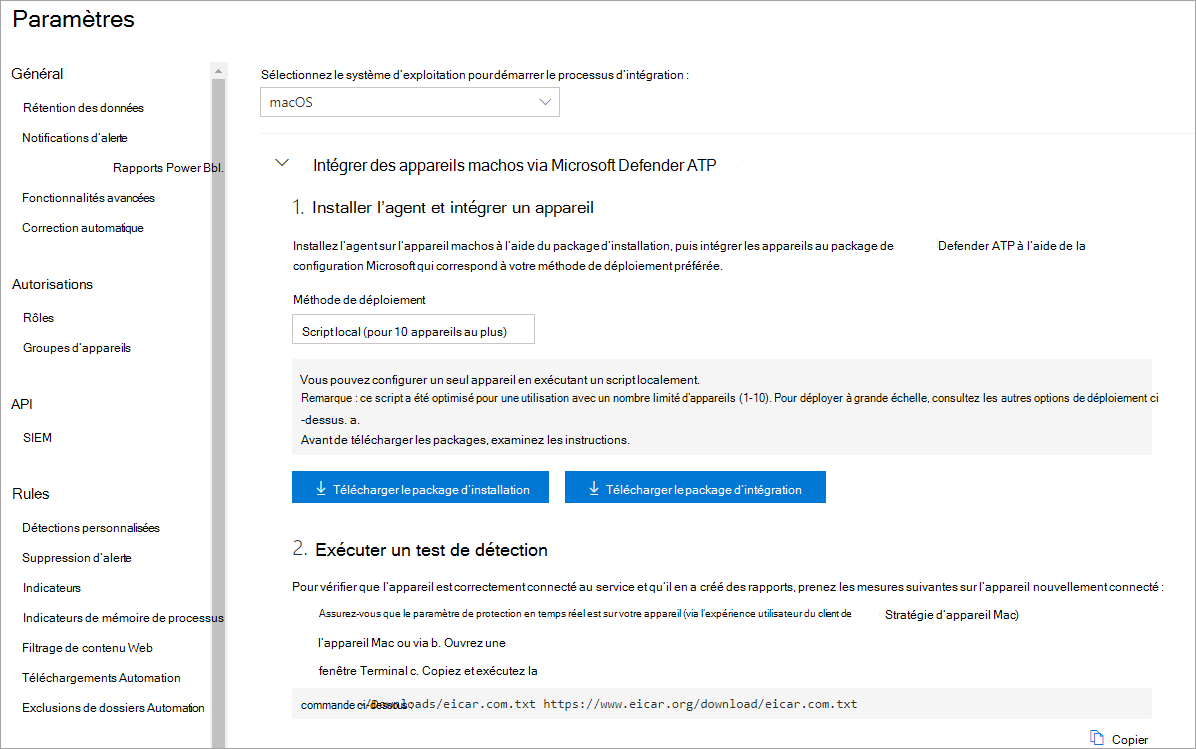 Paramètres
Général
Rétention des données
Notifications d'alerte
Rapports Power Bbl.
Fonctionnalités avancées
Correction automatique
Autorisations
Rôles
Groupes d'appareils
API
SIEM
Rules
Détections personnalisées
Suppression d'alerte
Indicateurs
Indicateurs de mémoire de processus
Filtrage de contenu Web
Téléchargements Automation
Exclusions de dossiers Automation
Sélectionnez le système d'exploitation pour démarrer le processus d'intégration :
macOS
Intégrer des appareils machos via Microsoft Defender ATP
1. Installer l'agent et intégrer un appareil
Installez l'agent sur l'appareil machos à l'aide du package d'installation, puis intégrer les appareils au package de Defender ATP à l'aide de la
configuration Microsoft qui correspond à votre méthode de déploiement préférée.
Méthode de déploiement
Script local (pour 10 appareils au plus)
Vous pouvez configurer un seul appareil en exécutant un script localement.
Remarque : ce script a été optimisé pour une utilisation avec un nombre limité d'appareils (1-10). Pour déployer à grande échelle, consultez les autres options de déploiement ci
-dessus. a.
Avant de télécharger les packages, examinez les instructions.
Télécharger le package d'installation
Télécharger le package d'intégration
2. Exécuter un test de détection
Pour vérifier que l'appareil est correctement connecté au service et qu'il en a créé des rapports, prenez les mesures suivantes sur l'appareil nouvellement connecté :
Assurez-vous que le paramètre de protection en temps réel est sur votre appareil (via l'expérience utilisateur du client de Stratégie d'appareil Mac)
l'appareil Mac ou via b. Ouvrez une
fenêtre Terminal c. Copiez et exécutez la
commande ci-dessous : /Downloads/eicar.com.txt https://www.eicar.org/download/eicar.com.txt
Copier